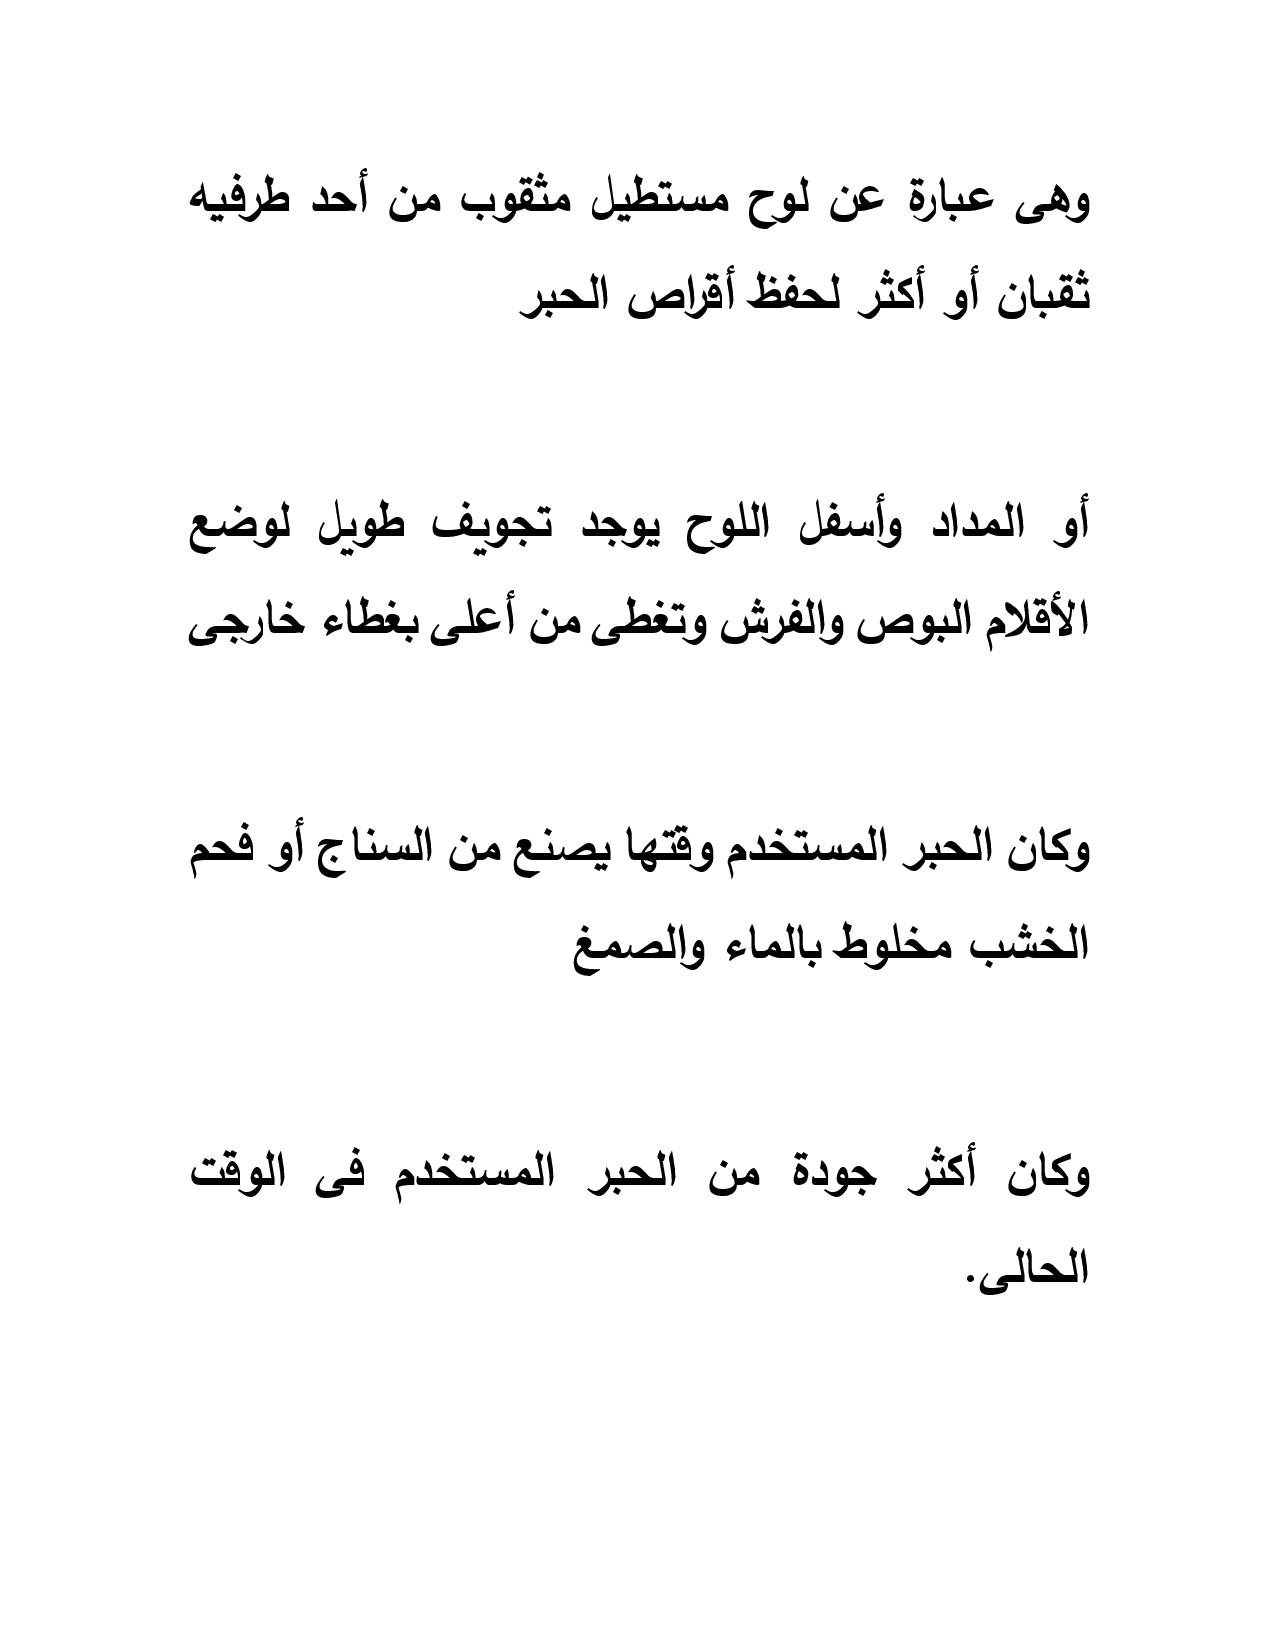 وهى عبارة عن لوح مستطيل مثقوب من أحد طرفيه
ثقبان أو أكثر لحفظ أقراص الحبر
أو المداد وأسفل اللوح يوجد تجويف طويل لوضع
الأقلام البوص والفرش وتغطى من أعلى بغطاء خارجى
وكان الحبر المستخدم وقتها يصنع من السناج أو فحم
الخشب مخلوط بالماء والصمغ
وكان أكثر جودة من الحبر المستخدم فى الوقت
الحالى.